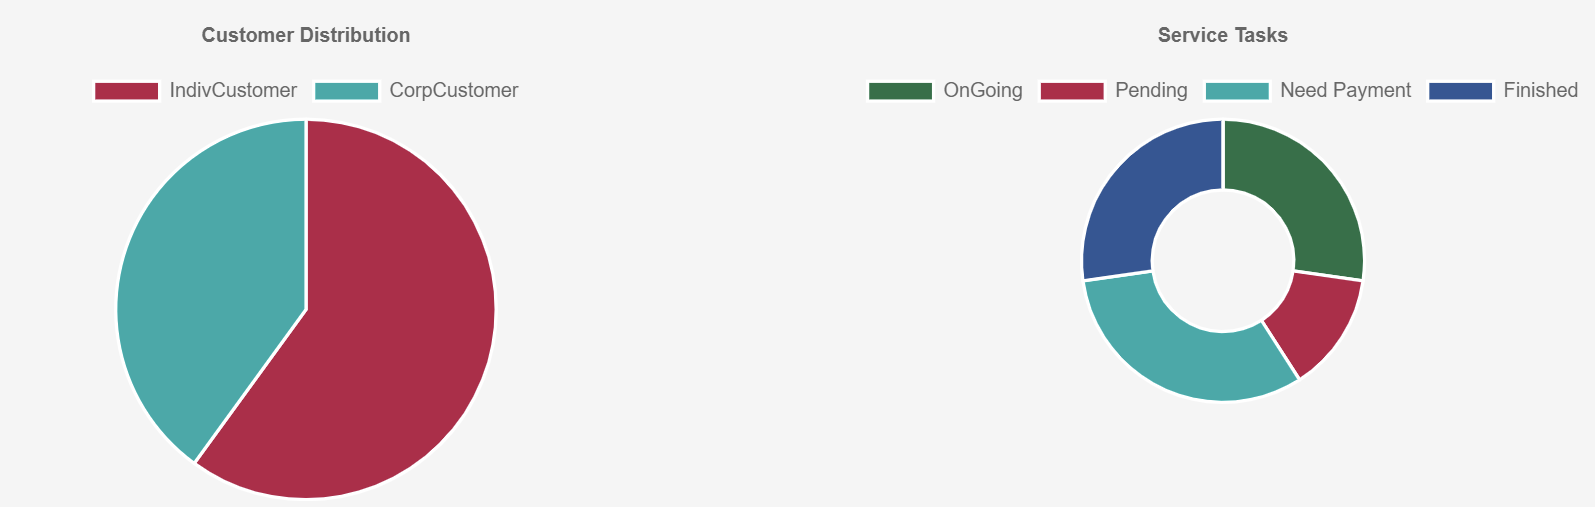 Customer Distribution
IndivCustomer CorpCustomer
Service Tasks
OnGoing Pending Need Payment Finished